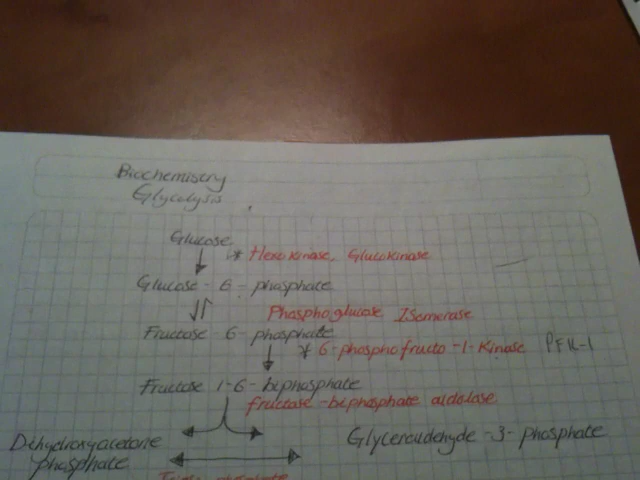 Biochemistry
Glycolysis
Glucose
* Hexokinase, Glucokinase
Glucose - 6 - phosphate
Phosphoglucose ISomerase
Fructose - 6 - phosphate
* 6-phosphofructo-1-Kinase PFK-1
Fructose 1-6-biphosphate
fructose-biphosphate aldolase
Dihydroxyacetone
phosphate
Glyceraldehyde-3-phosphate